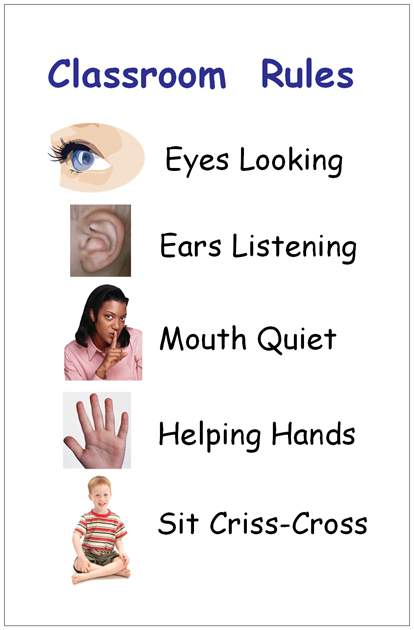 Classroom Rules
Eyes Looking
Ears Listening
Mouth Quiet
Helping Hands
Sit Criss-Cross